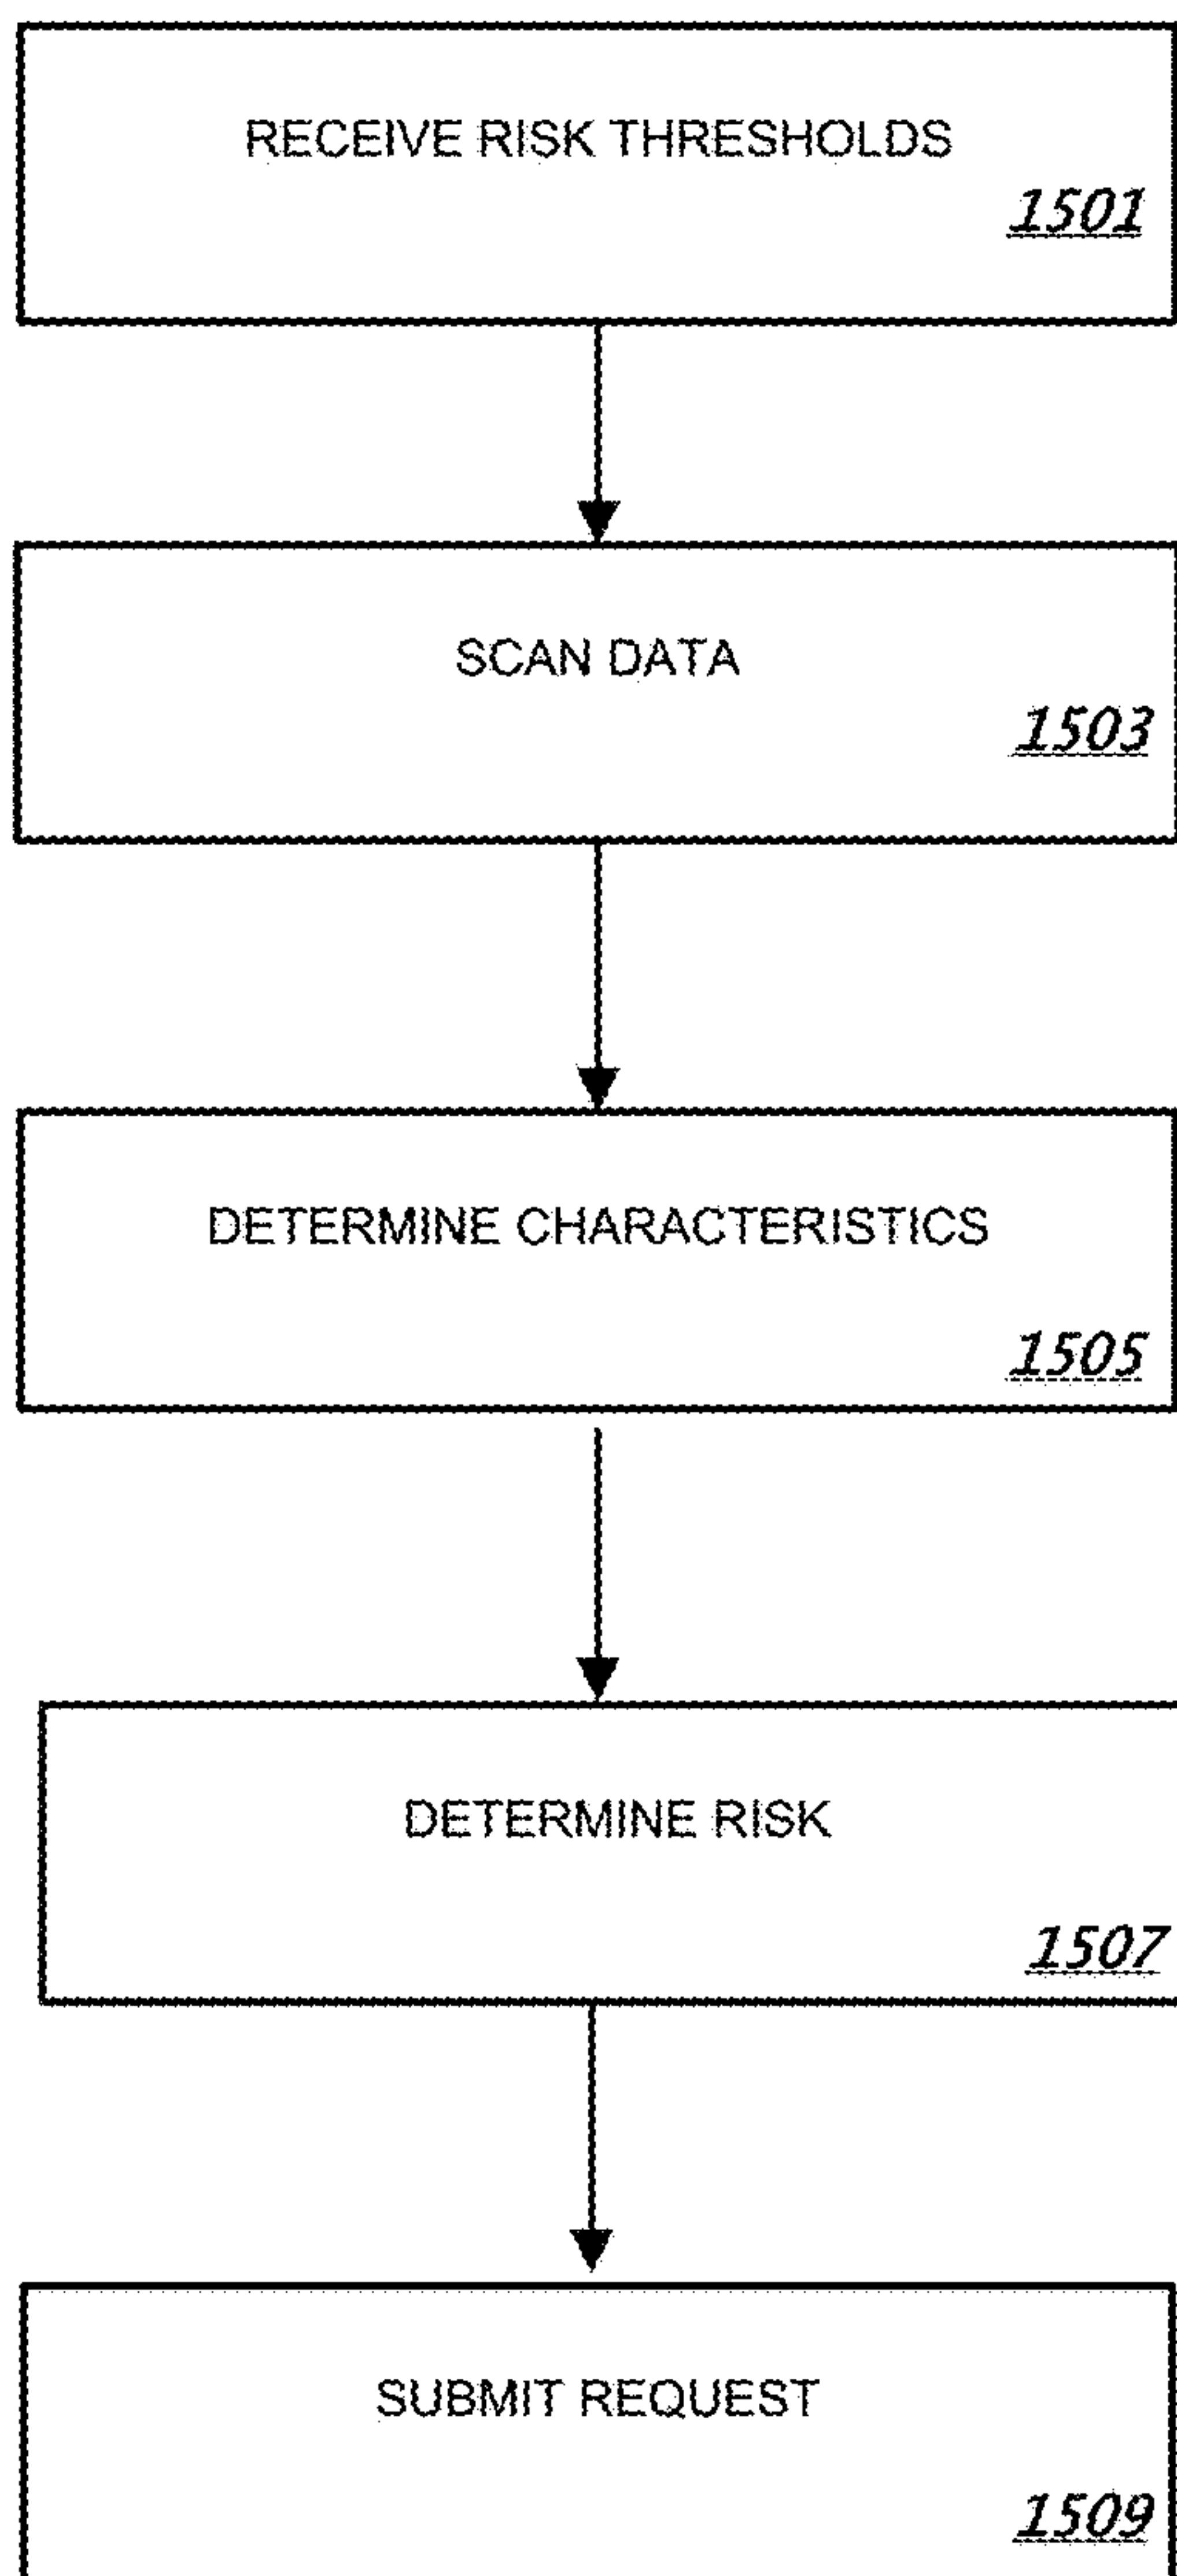 RECEIVE RISK THRESHOLDS
1501
SCAN DATA
1503
DETERMINE CHARACTERISTICS
1505
DETERMINE RISK
1507
SUBMIT REQUEST
1509